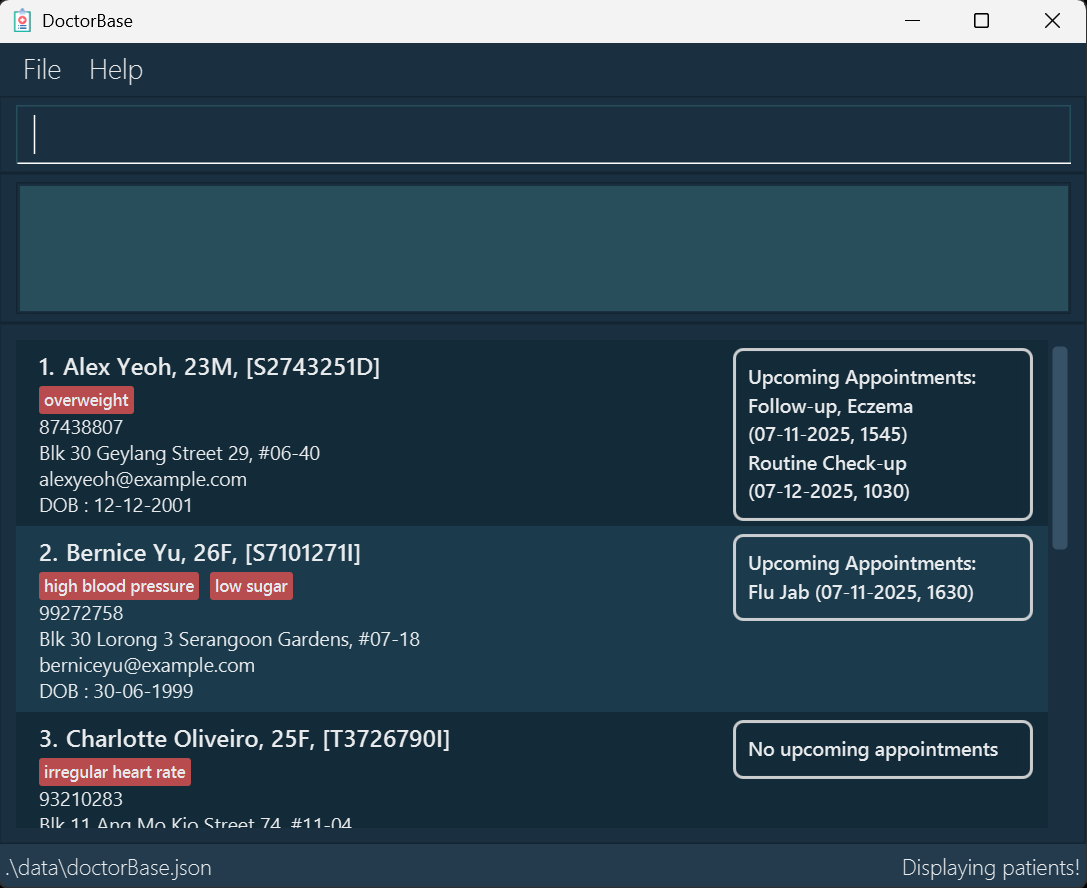 DoctorBase
File Help
1. Alex Yeoh, 23M, [S2743251D]
overweight
87438807
Blk 30 Geylang Street 29, #06-40
alexyeoh@example.com
DOB : 12-12-2001
Upcoming Appointments:
Follow-up, Eczema
(07-11-2025, 1545)
Routine Check-up
(07-12-2025, 1030)
2. Bernice Yu, 26F, [S7101271I]
high blood pressure low sugar
99272758
Blk 30 Lorong 3 Serangoon Gardens, #07-18
berniceyu@example.com
DOB : 30-06-1999
Upcoming Appointments:
Flu Jab (07-11-2025, 1630)
3. Charlotte Oliveiro, 25F, [T3726790I]
irregular heart rate
93210283
Blk 11 Ang Mo Kio Street 74, #11-04
No upcoming appointments
.\data\doctorBase.json
Displaying patients!